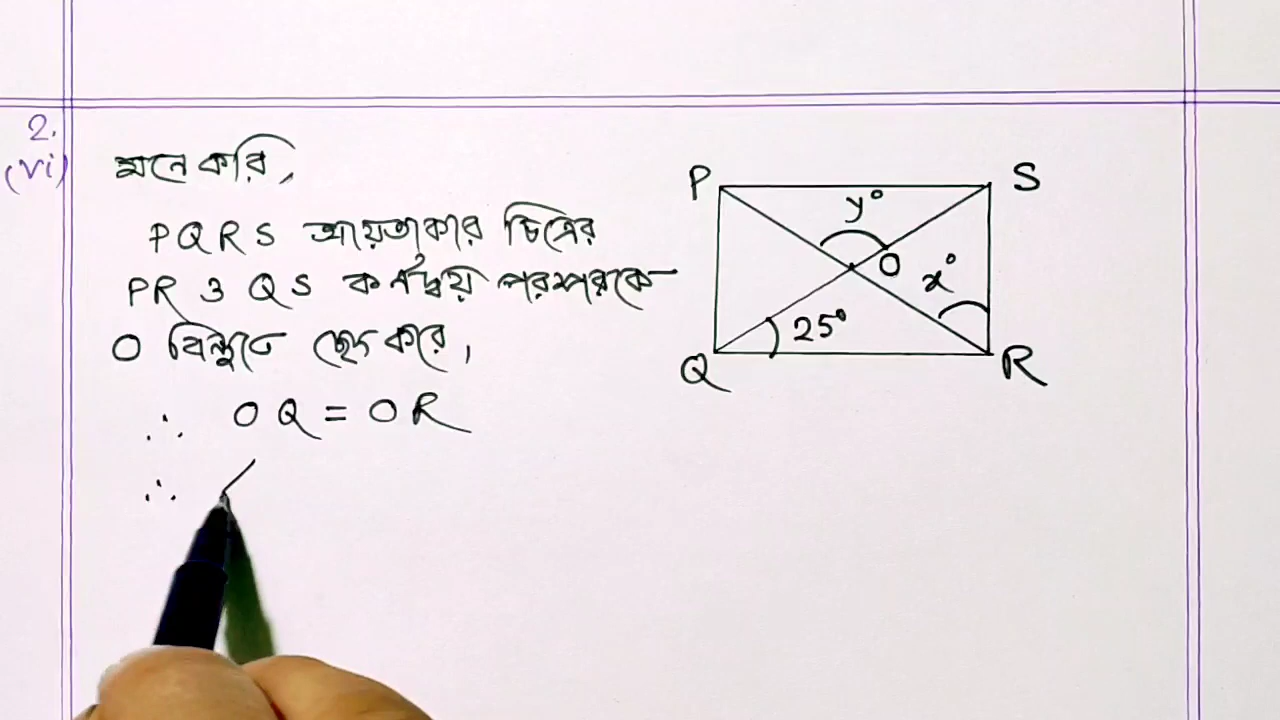 2.
(vi) মনে করি,
PQRS আয়তাকার চিত্রের
PR ও QS কর্ণদ্বয় পরস্পরকে
O বিন্দুতে ছেদ করে,
∴ OQ = OR
∴
P
S
y°
O
x°
25°
Q
R